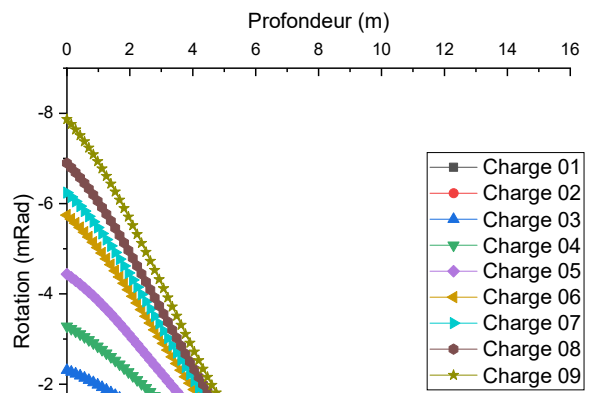 Profondeur (m)
0 2 4 6 8 10 12 14 16
-8
-6
-4
-2
Rotation (mRad)
Charge 01
Charge 02
Charge 03
Charge 04
Charge 05
Charge 06
Charge 07
Charge 08
Charge 09